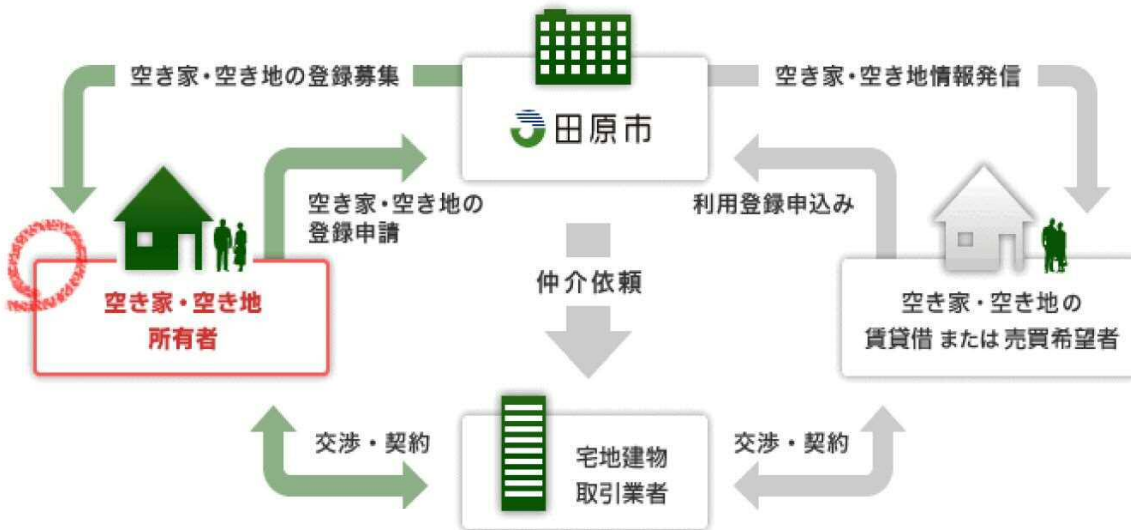 空き家・空き地の登録募集
空き家・空き地情報発信
田原市
空き家・空き地の
登録申請
利用登録申込み
仲介依頼
空き家・空き地
所有者
空き家・空き地の
賃貸借 または 売買希望者
交渉・契約
宅地建物
取引業者
交渉・契約